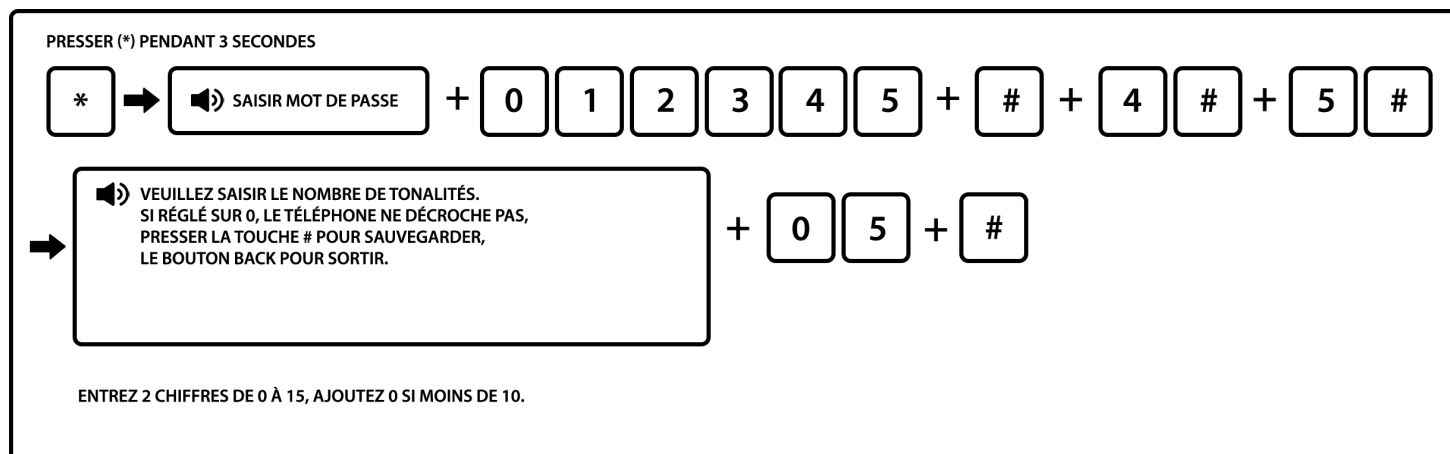 PRESSER (*) PENDANT 3 SECONDES
* SAISIR MOT DE PASSE + 0 1 2 3 4 5 + # + 4 # + 5 #
VEUILLEZ SAISIR LE NOMBRE DE TONALITÉS.
SI RÉGLÉ SUR 0, LE TÉLÉPHONE NE DÉCROCHE PAS,
PRESSER LA TOUCHE # POUR SAUVEGARDER,
LE BOUTON BACK POUR SORTIR.
+ 0 5 + #
ENTREZ 2 CHIFFRES DE 0 À 15, AJOUTEZ 0 SI MOINS DE 10.